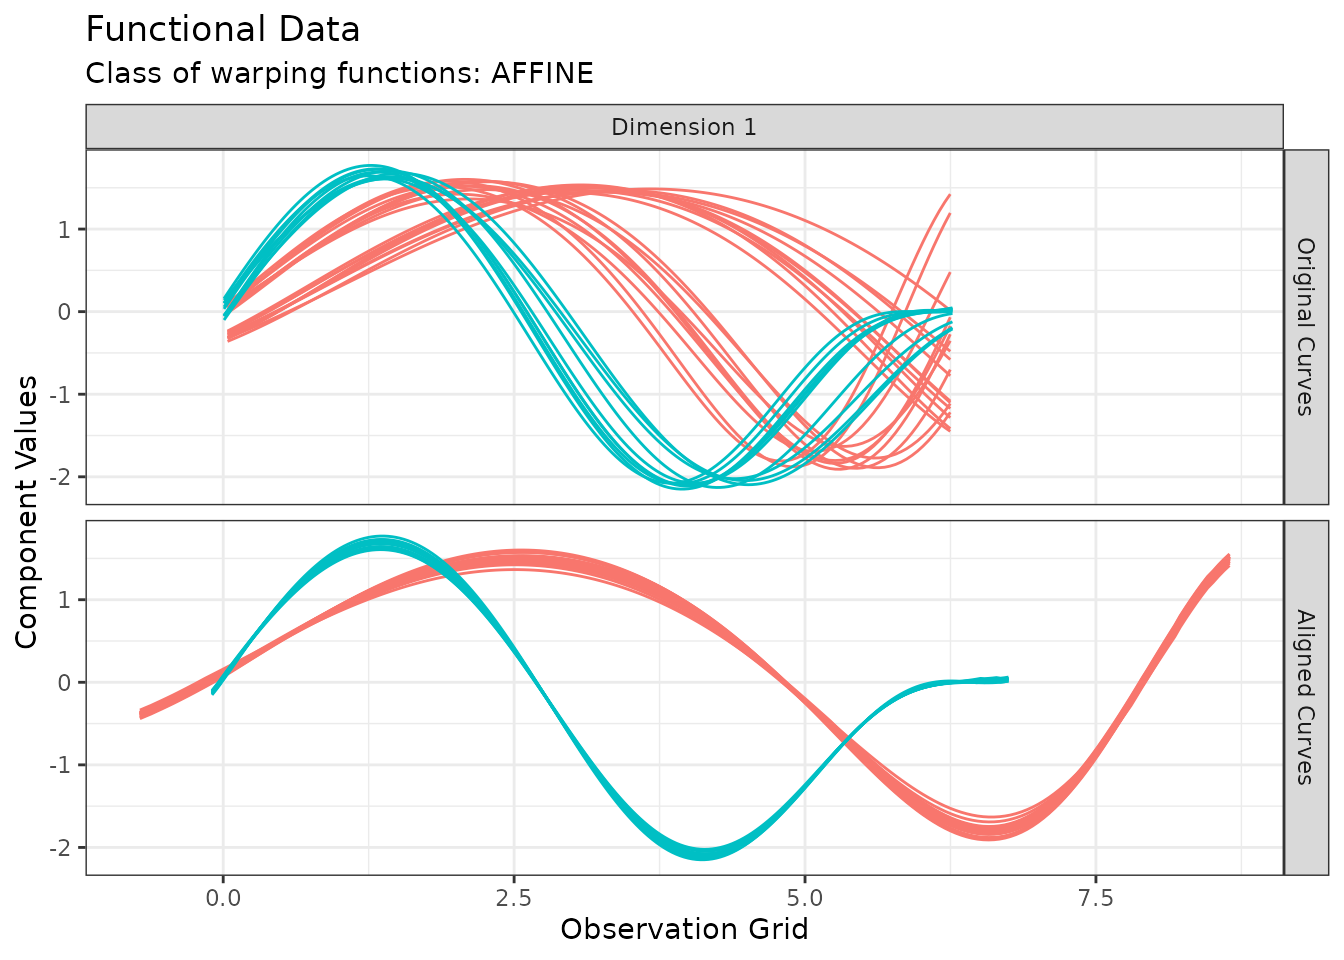 Functional Data
Class of warping functions: AFFINE
Dimension 1
Component Values
1
0
-1
-2
Original Curves
1
0
-1
-2
Aligned Curves
0.0 2.5 5.0 7.5
Observation Grid